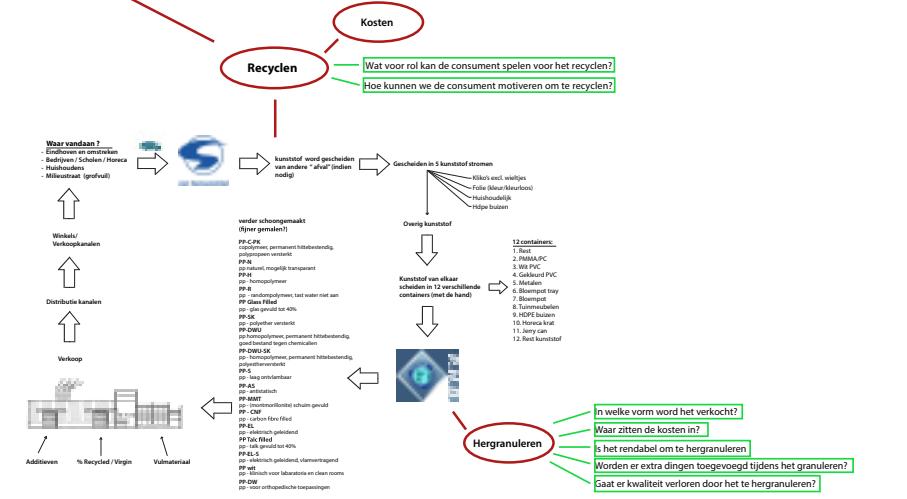 Kosten
Recyclen
Wat voor rol kan de consument spelen voor het recyclen?
Hoe kunnen we de consument motiveren om te recyclen?
Waar vandaan ?
- Eindhoven en omstreken
- Bedrijven / Scholen / Horeca
- Huishoudens
- Milieustraat (grofvuil)
kunststof word gescheiden
van andere " afval" (indien
nodig)
Gescheiden in 5 kunststof stromen
Kliko's excl. wieltjes
Folie (kleur/kleurloos)
Huishoudelijk
Hdpe buizen
Overig kunststof
Winkels/
Verkoopkanalen
Distributie kanalen
Verkoop
Kunststof van elkaar
scheiden in 12 verschillende
containers (met de hand)
12 containers:
1. Rest
2. PMMA/PC
3. Wit PVC
4. Gekleurd PVC
5. Metalen
6. Bloempot tray
7. Bloempot
8. Tuinmeubelen
9. HDPE buizen
10. Horeca krat
11. Jerry can
12. Rest kunststof
verder schoongemaakt
(fijner gemalen?)
PP-C-PK
copolymeer, permanent hittebestendig,
polypropeen versterkt
PP-N
pp naturel, mogelijk transparant
PP-H
pp - homopolymeer
PP-R
pp - randompolymeer, tast water niet aan
PP Glass Filled
pp - glas gevuld tot 40%
PP-SK
pp - polyether versterkt
PP-DWU
pp homopolymeer, permanent hittebestendig,
goed bestand tegen chemicalien
PP-DWU-SK
pp - homopolymeer, permanent hittebestendig,
polyestherversterkt
PP-S
pp - laag ontvlambaar
PP-AS
pp - antistatisch
PP-MMT
pp - (montmorillonite) schuim gevuld
PP - CNF
pp - carbon fibre filled
PP-EL
pp - elektrisch geleidend
PP Talc filled
pp - talk gevuld tot 40%
PP-EL-S
pp - elektrisch geleidend, vlamvertragend
PP wit
pp - klinisch voor labaratoria en clean rooms
PP-DW
pp - voor orthopedische toepassingen
Additieven
% Recycled / Virgin
Vulmateriaal
Hergranuleren
In welke vorm word het verkocht?
Waar zitten de kosten in?
Is het rendabel om te hergranuleren
Worden er extra dingen toegevoegd tijdens het granuleren?
Gaat er kwaliteit verloren door het te hergranuleren?